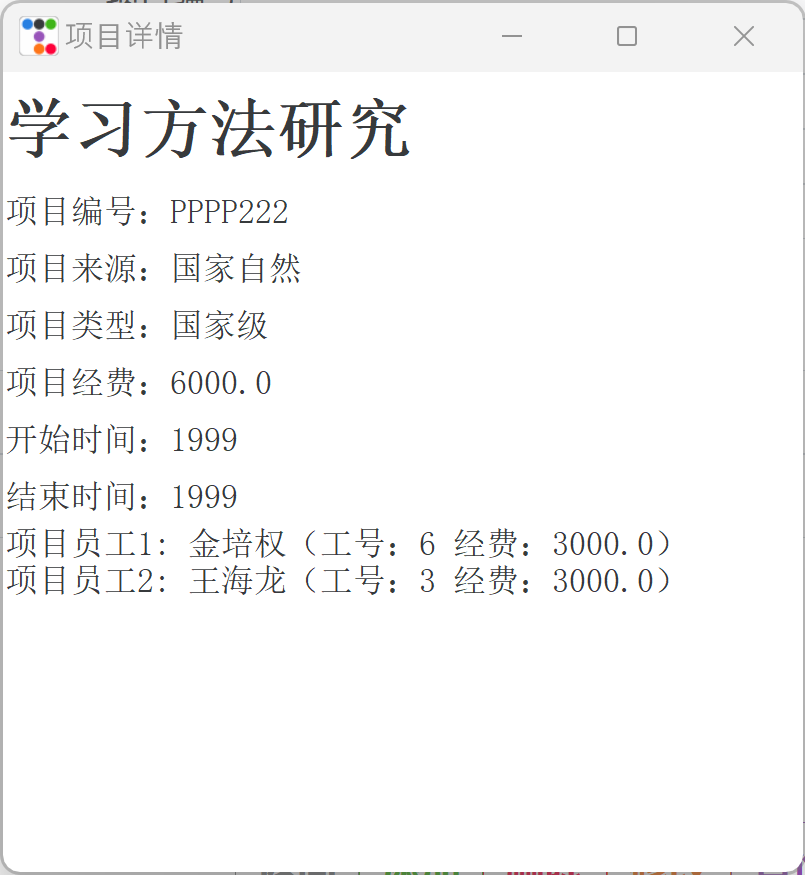 项目详情
学习方法研究
项目编号：PPPP222
项目来源：国家自然
项目类型：国家级
项目经费：6000.0
开始时间：1999
结束时间：1999
项目员工1: 金培权（工号：6 经费：3000.0）
项目员工2: 王海龙（工号：3 经费：3000.0）